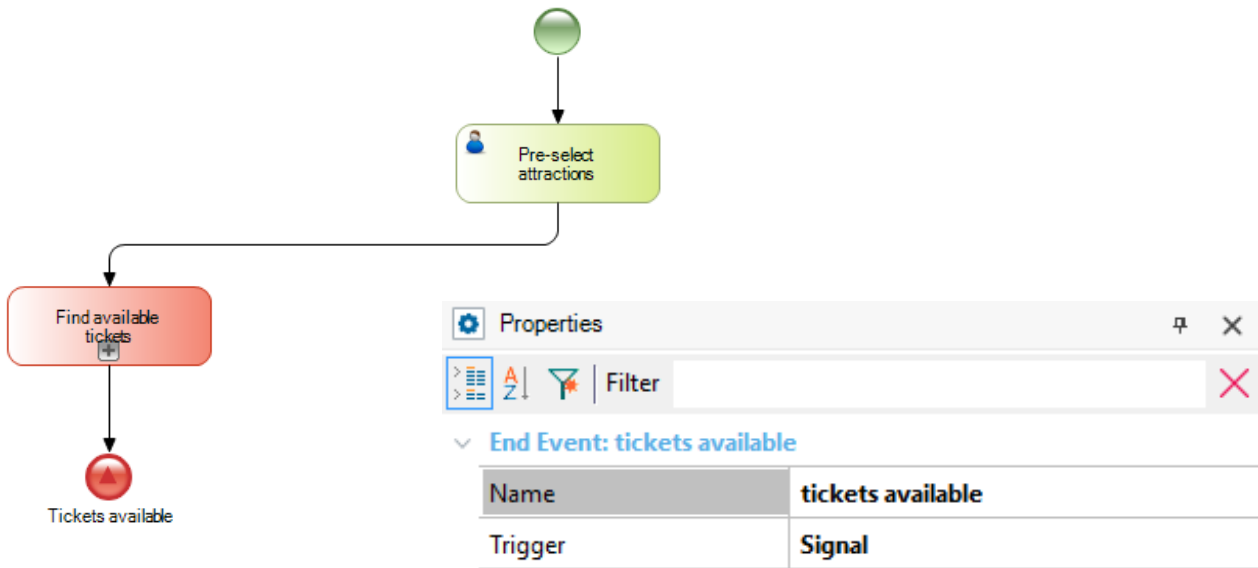 Pre-select
attractions
Find available
tickets
Tickets available
Properties
A
Z
Filter
End Event: tickets available
Name tickets available
Trigger Signal